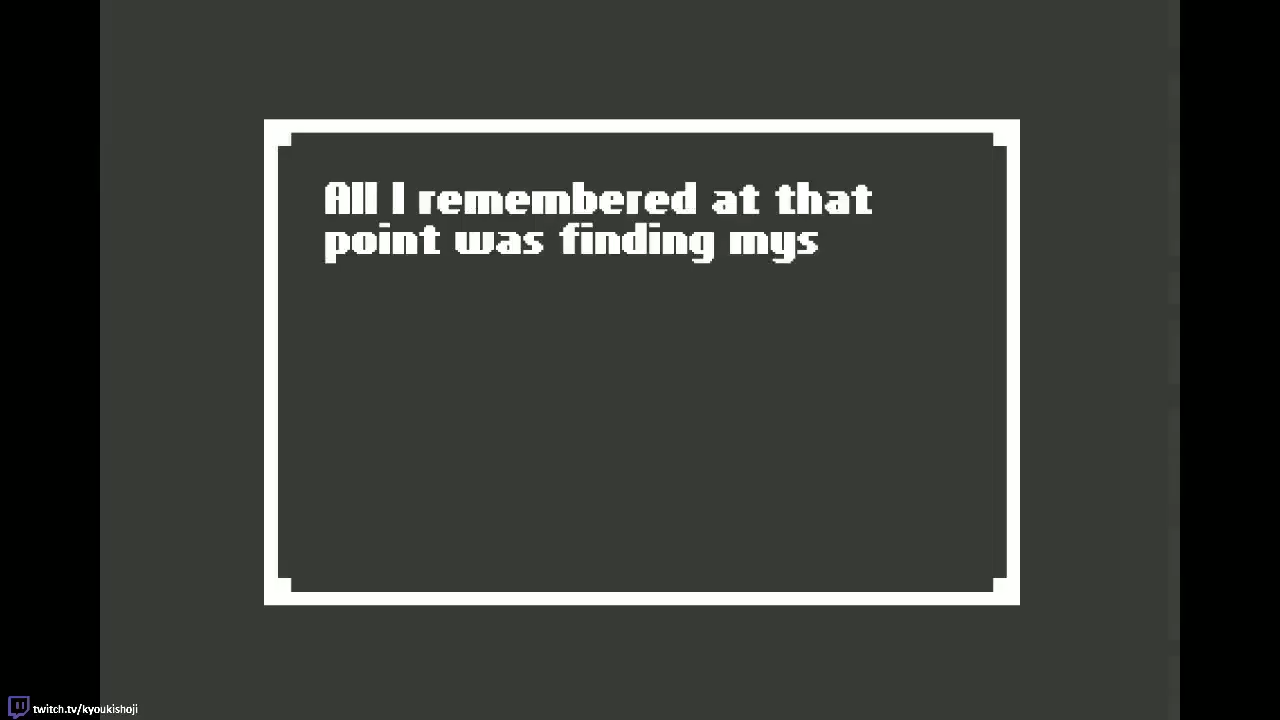 All I remembered at that
point was finding mys
twitch.tv/kyoukishoji